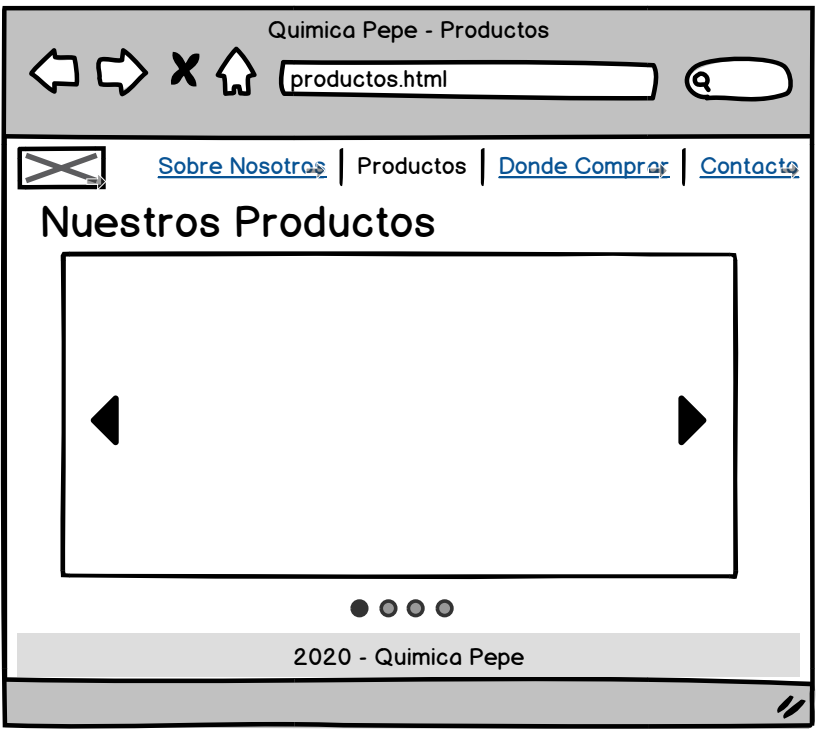 Quimica Pepe - Productos
productos.html
Sobre Nosotros | Productos | Donde Comprar | Contacto
Nuestros Productos
2020 - Quimica Pepe